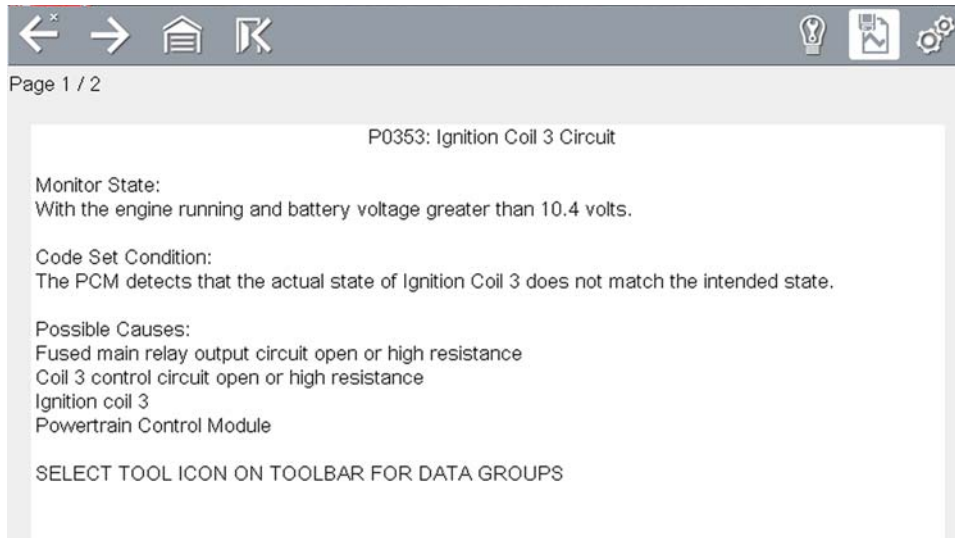 Page 1 / 2
P0353: Ignition Coil 3 Circuit
Monitor State:
With the engine running and battery voltage greater than 10.4 volts.
Code Set Condition:
The PCM detects that the actual state of Ignition Coil 3 does not match the intended state.
Possible Causes:
Fused main relay output circuit open or high resistance
Coil 3 control circuit open or high resistance
Ignition coil 3
Powertrain Control Module
SELECT TOOL ICON ON TOOLBAR FOR DATA GROUPS